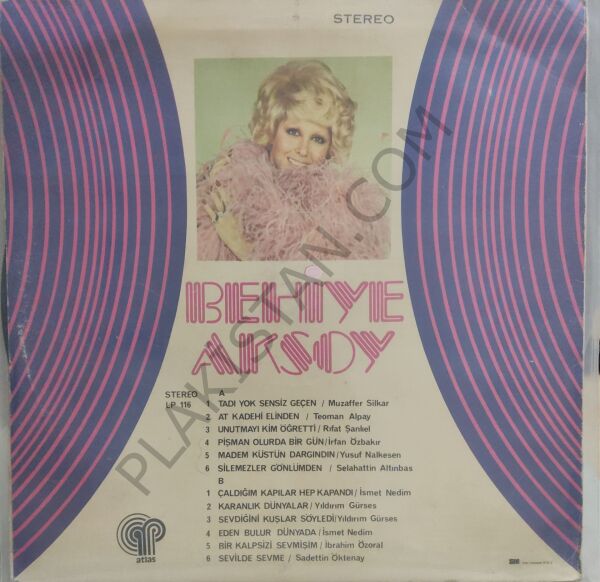 STEREO
BEHİYE
AKSOY
STEREO A
LP. 116
1 TADI YOK SENSİZ GEÇEN / Muzaffer Silkar
2 AT KADEHİ ELİNDEN / Teoman Alpay
3 UNUTMAYI KİM ÖĞRETTİ / Rıfat Şankel
4 PİŞMAN OLURDA BİR GÜN / İrfan Özbakır
5 MADEM KÜSTÜN DARGINDIN / Yusuf Nalkesen
6 SİLEMEZLER GÖNLÜMDEN / Selahattin Altınbas
B
1 ÇALDIĞIM KAPILAR HEP KAPANDI / İsmet Nedim
2 KARANLIK DÜNYALAR / Yıldırım Gürses
3 SEVDİĞİNİ KUŞLAR SÖYLEDİ / Yıldırım Gürses
4 EDEN BULUR DÜNYADA / İsmet Nedim
5 BİR KALPSİZİ SEVMİŞİM / İbrahim Özoral
6 SEVİLDE SEVME / Sadettin Öktenay
atlas
PLAKISTAN.COM